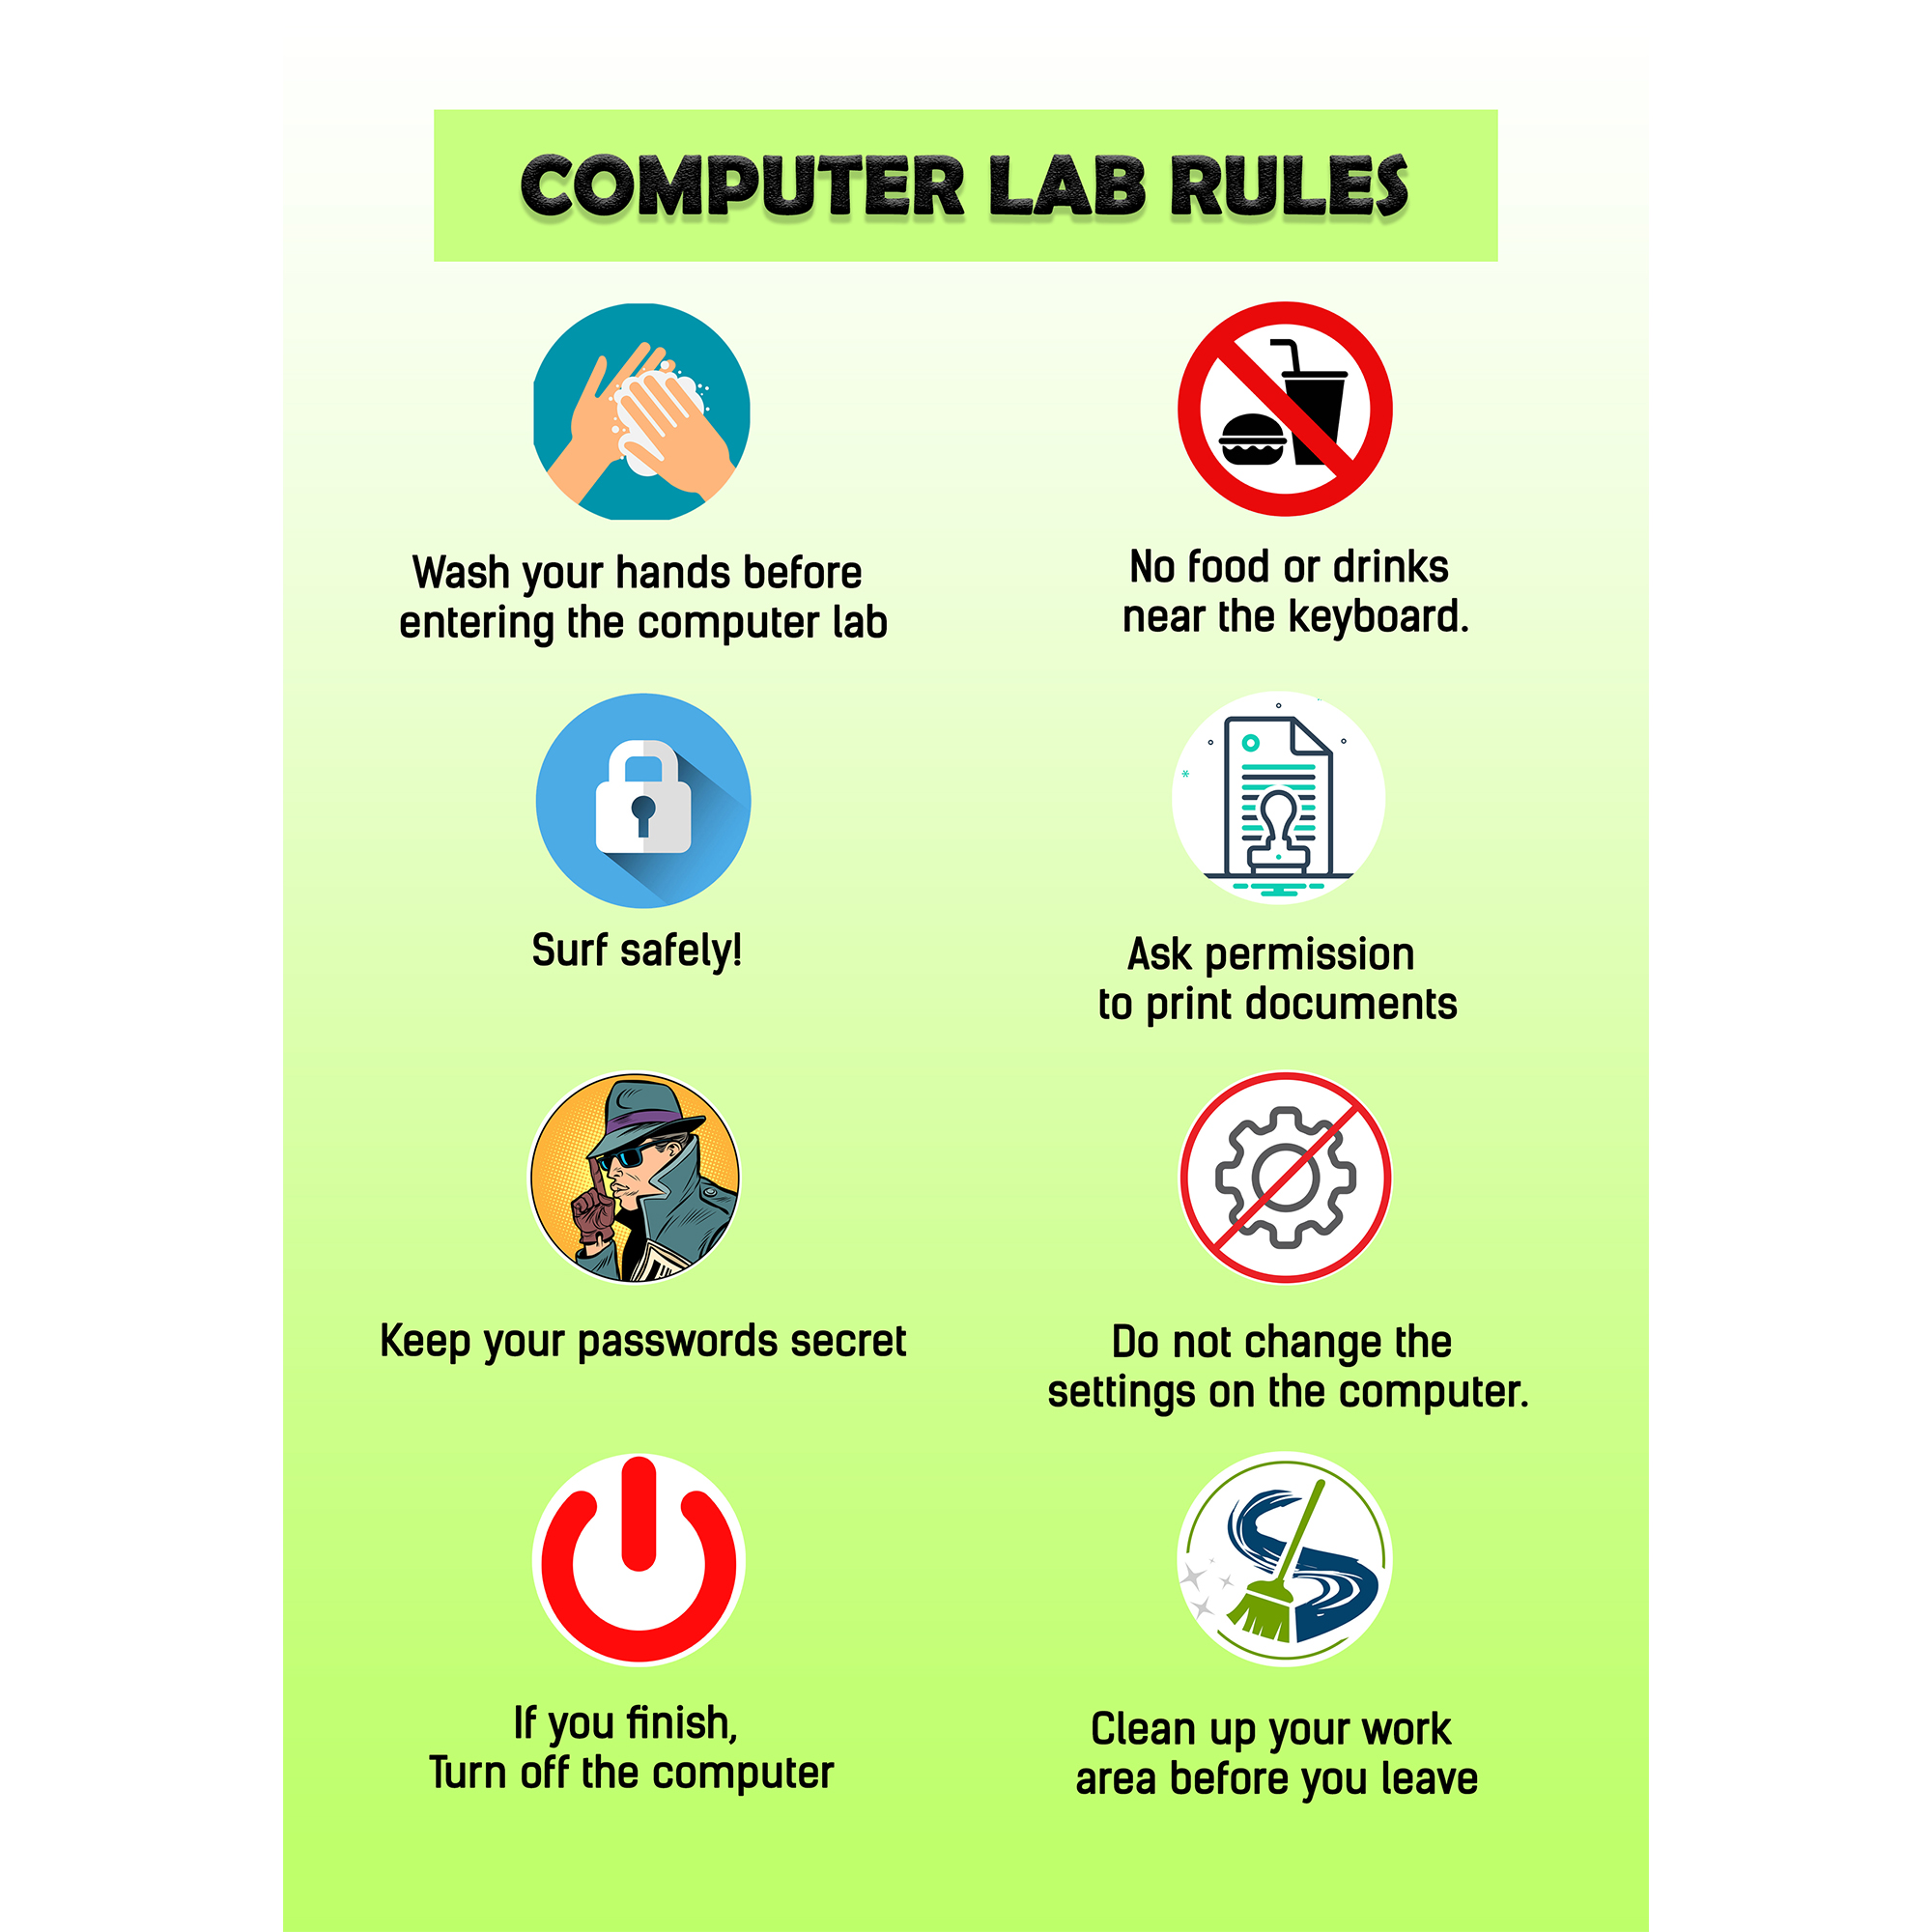 COMPUTER LAB RULES
Wash your hands before
entering the computer lab
No food or drinks
near the keyboard.
Surf safely!
Ask permission
to print documents
Keep your passwords secret
Do not change the
settings on the computer.
If you finish,
Turn off the computer
Clean up your work
area before you leave